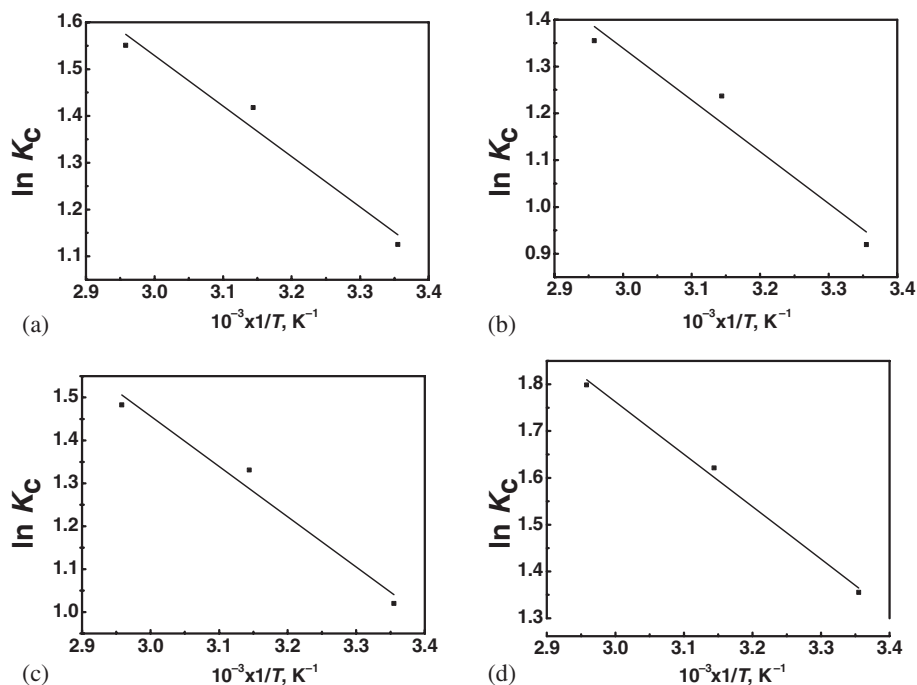 1.6
1.5
1.4
1.3
1.2
1.1
ln Kc
2.9 3.0 3.1 3.2 3.3 3.4
(a) 10⁻³x1/T, K⁻¹
1.4
1.3
1.2
1.1
1.0
0.9
ln Kc
2.9 3.0 3.1 3.2 3.3 3.4
(b) 10⁻³x1/T, K⁻¹
1.5
1.4
1.3
1.2
1.1
1.0
ln Kc
2.9 3.0 3.1 3.2 3.3 3.4
(c) 10⁻³x1/T, K⁻¹
1.8
1.7
1.6
1.5
1.4
1.3
ln Kc
2.9 3.0 3.1 3.2 3.3 3.4
(d) 10⁻³x1/T, K⁻¹